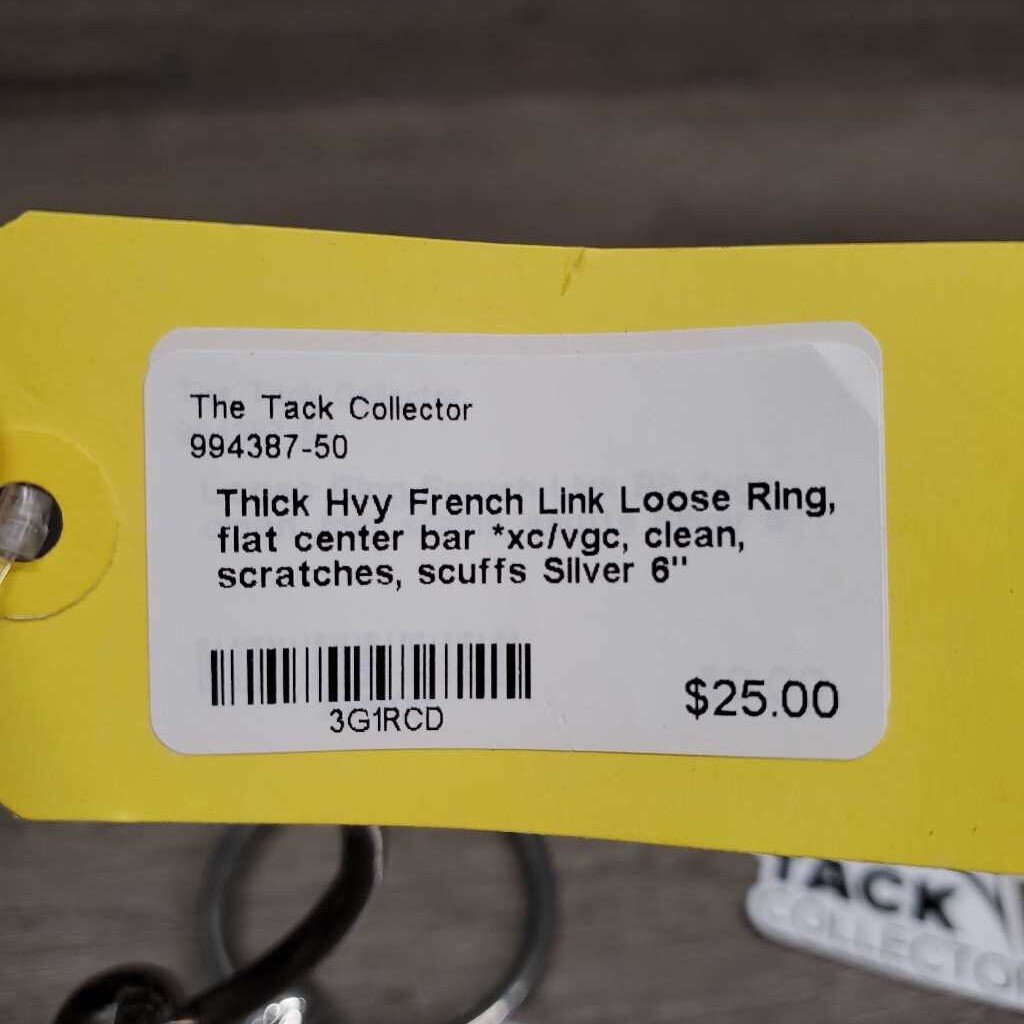 The Tack Collector
994387-50
Thick Hvy French Link Loose Ring,
flat center bar *xc/vgc, clean,
scratches, scuffs Silver 6"
3G1RCD
$25.00
TACK
COLLECTOR